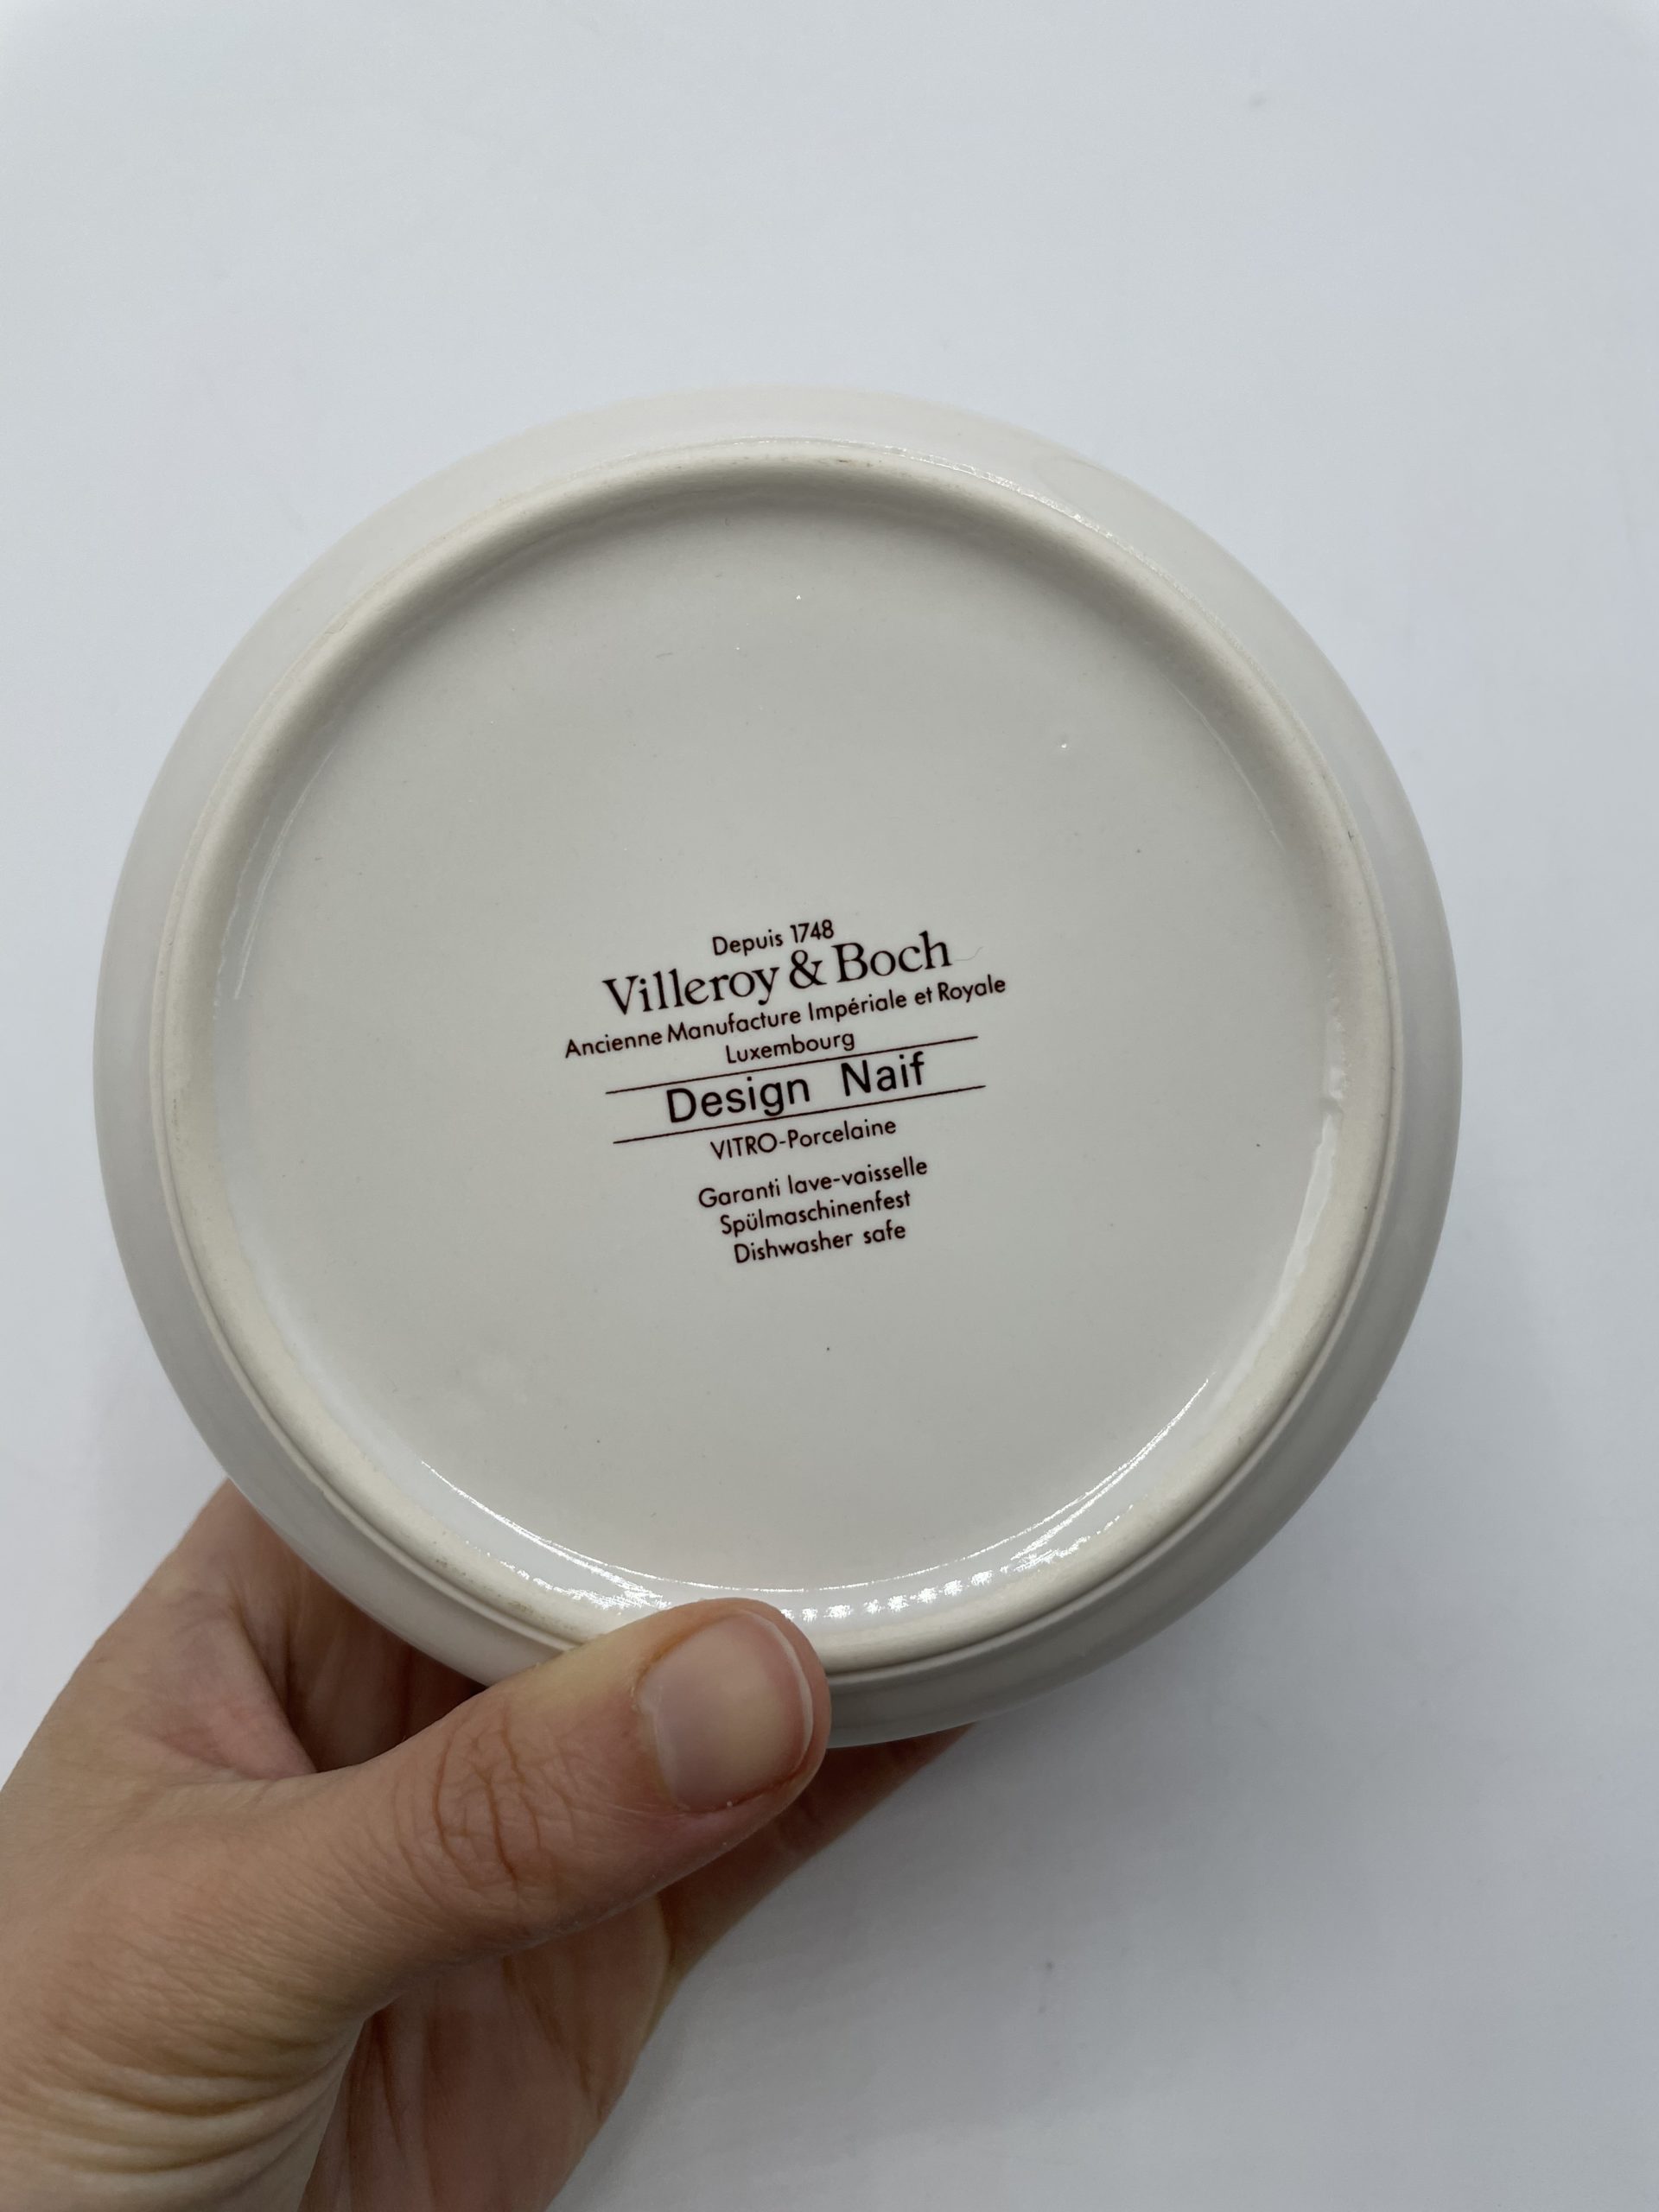 Depuis 1748
Villeroy & Boch
Ancienne Manufacture Impériale et Royale
Luxembourg
Design Naif
VITRO-Porcelaine
Garanti lave-vaisselle
Spülmaschinenfest
Dishwasher safe